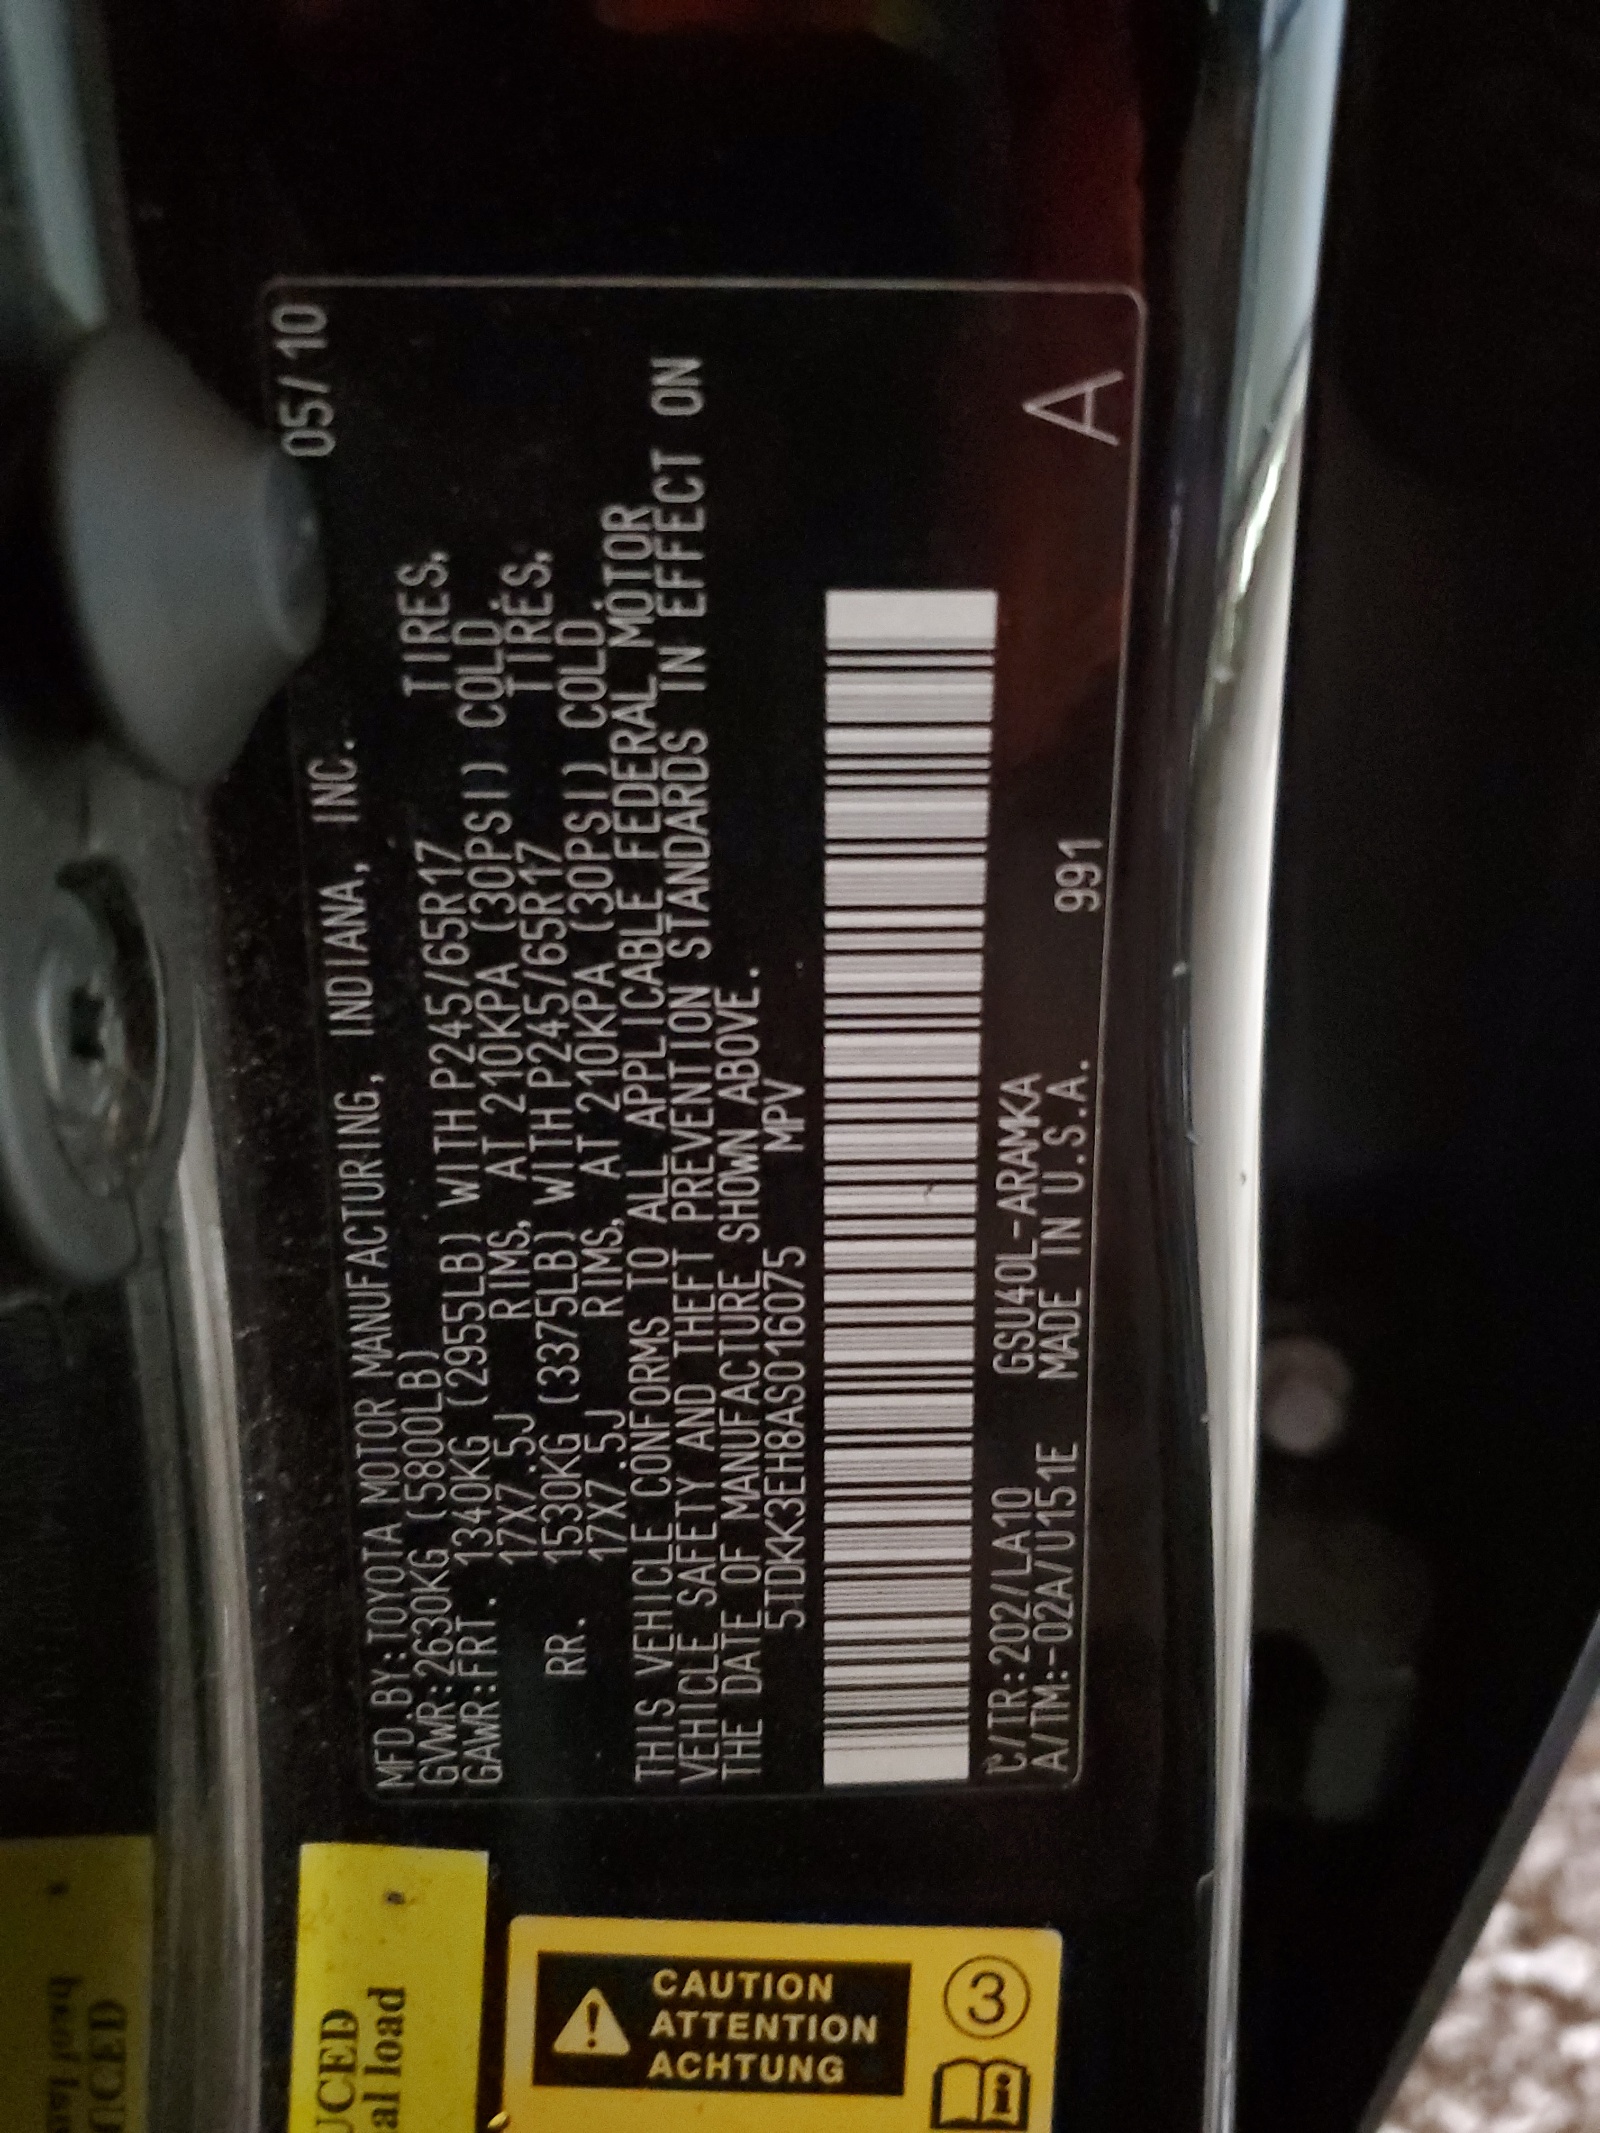 05/10
MFD.BY:TOYOTA MOTOR MANUFACTURING, INDIANA, INC.
GVWR:2630KG (5800LB)
GAWR:FRT. 1340KG (2955LB) WITH P245/65R17 TIRES,
17X7.5J RIMS, AT 210KPA (30PSI) COLD.
RR. 1530KG (3375LB) WITH P245/65R17 TIRES,
17X7.5J RIMS, AT 210KPA (30PSI) COLD.
THIS VEHICLE CONFORMS TO ALL APPLICABLE FEDERAL MOTOR
VEHICLE SAFETY AND THEFT PREVENTION STANDARDS IN EFFECT ON
THE DATE OF MANUFACTURE SHOWN ABOVE.
5TDKK3EH8AS016075 MPV
C/TR:202/LA10 GSU40L-ARAMKA 991
A/TM:-02A/U151E MADE IN U.S.A.
A
UCED
al load
CAUTION
ATTENTION
ACHTUNG
3